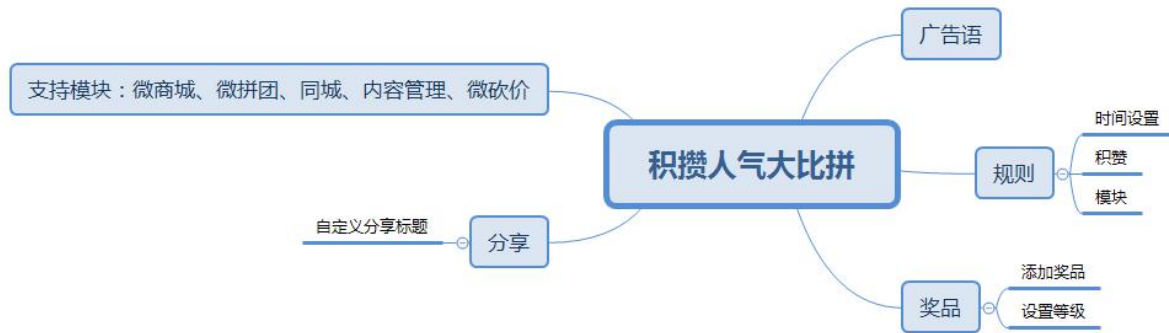 广告语
支持模块：微商城、微拼团、同城、内容管理、微砍价
积攒人气大比拼
时间设置
规则
积赞
模块
自定义分享标题
分享
添加奖品
奖品
设置等级